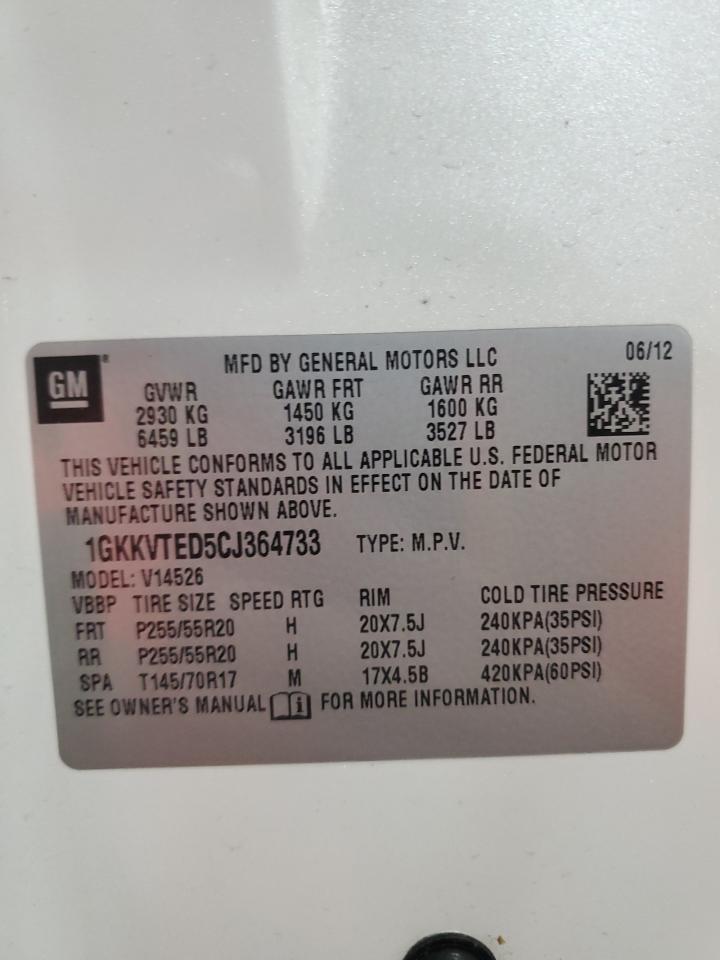 GM
MFD BY GENERAL MOTORS LLC 06/12
GVWR GAWR FRT GAWR RR
2930 KG 1450 KG 1600 KG
6459 LB 3196 LB 3527 LB
THIS VEHICLE CONFORMS TO ALL APPLICABLE U.S. FEDERAL MOTOR
VEHICLE SAFETY STANDARDS IN EFFECT ON THE DATE OF
MANUFACTURE SHOWN ABOVE.
1GKKVTED5CJ364733 TYPE: M.P.V.
MODEL: V14526
VBBP TIRE SIZE SPEED RTG RIM COLD TIRE PRESSURE
FRT P255/55R20 H 20X7.5J 240KPA(35PSI)
RR P255/55R20 H 20X7.5J 240KPA(35PSI)
SPA T145/70R17 M 17X4.5B 420KPA(60PSI)
SEE OWNER'S MANUAL i FOR MORE INFORMATION.